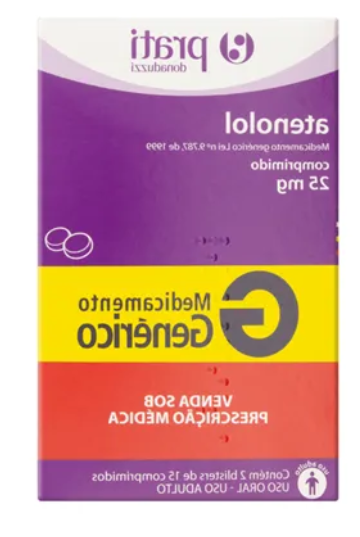 prati
donaduzzi
atenolol
Medicamento genérico Lei nº 9.787, de 1999
comprimido
25 mg
G
Medicamento
Genérico
VENDA SOB
PRESCRIÇÃO MÉDICA
Contém 2 blisters de 15 comprimidos
USO ORAL - USO ADULTO
uso adulto